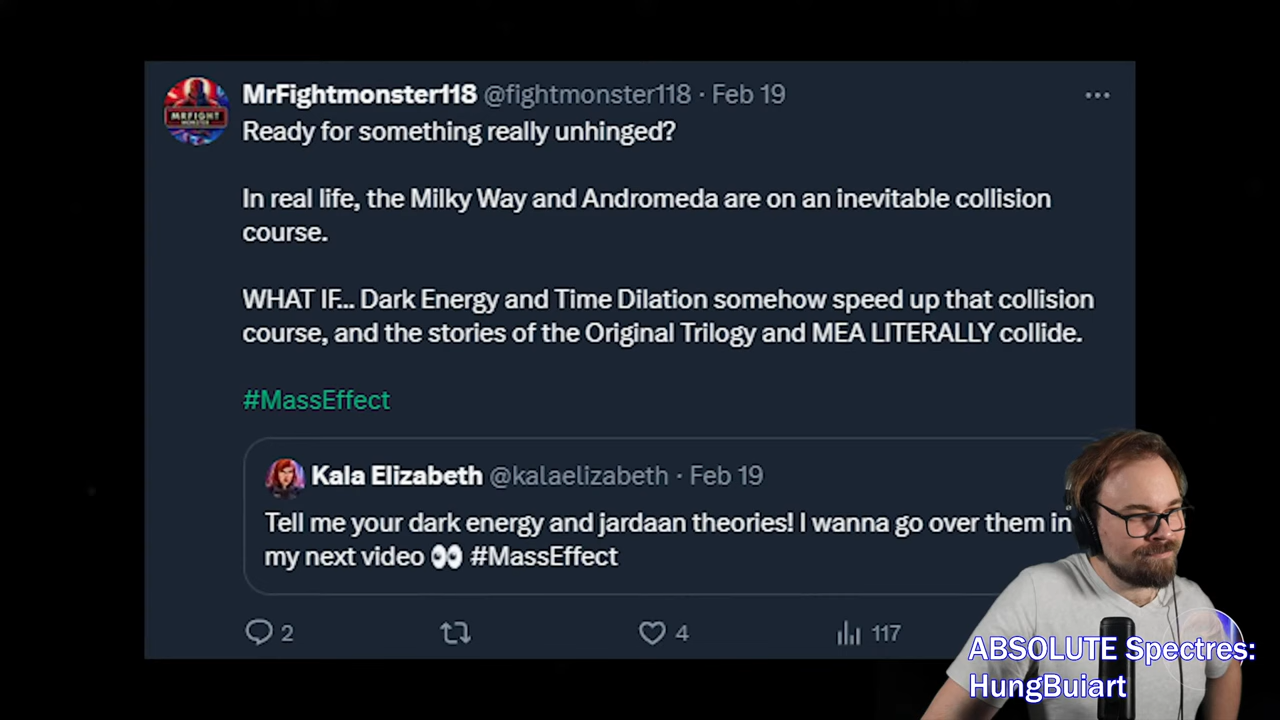 MrFightmonster118 @fightmonster118 · Feb 19
Ready for something really unhinged?
In real life, the Milky Way and Andromeda are on an inevitable collision
course.
WHAT IF... Dark Energy and Time Dilation somehow speed up that collision
course, and the stories of the Original Trilogy and MEA LITERALLY collide.
#MassEffect
Kala Elizabeth @kalaelizabeth · Feb 19
Tell me your dark energy and jardaan theories! I wanna go over them in
my next video 👀 #MassEffect
2
4
117
ABSOLUTE Spectres:
HungBuiart
MRFIGHT
MONSTER